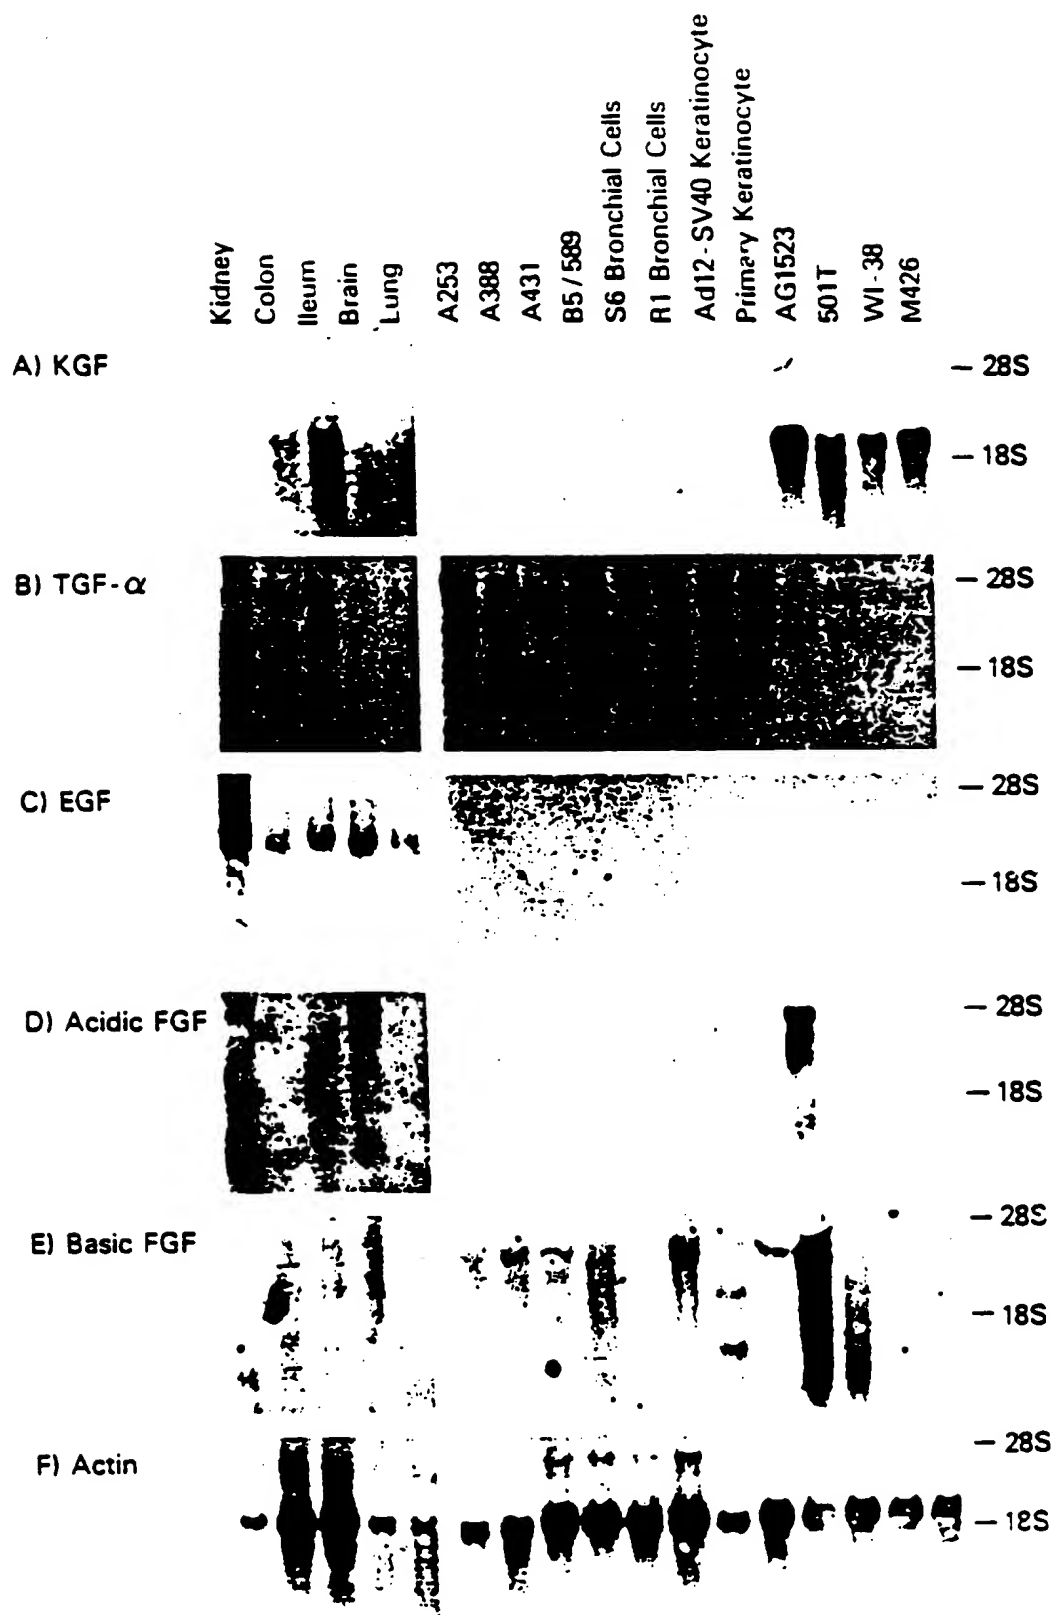 Kidney
Colon
Ileum
Brain
Lung
A253
A388
A431
B5/589
S6 Bronchial Cells
R1 Bronchial Cells
Ad12-SV40 Keratinocyte
Primary Keratinocyte
AG1523
501T
WI-38
M426
A) KGF
— 28S
— 18S
B) TGF-α
— 28S
— 18S
C) EGF
— 28S
— 18S
D) Acidic FGF
— 28S
— 18S
E) Basic FGF
— 28S
— 18S
F) Actin
— 28S
— 18S